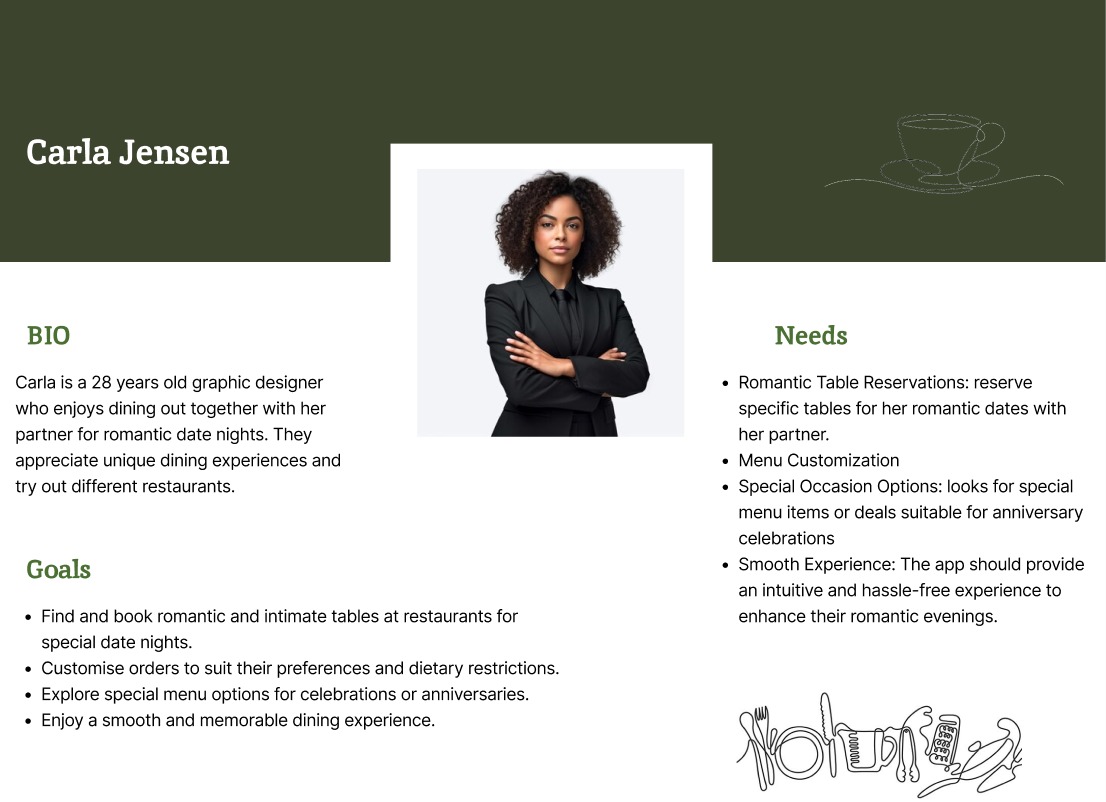 Carla Jensen
BIO
Carla is a 28 years old graphic designer
who enjoys dining out together with her
partner for romantic date nights. They
appreciate unique dining experiences and
try out different restaurants.
Goals
• Find and book romantic and intimate tables at restaurants for
special date nights.
• Customise orders to suit their preferences and dietary restrictions.
• Explore special menu options for celebrations or anniversaries.
• Enjoy a smooth and memorable dining experience.
Needs
• Romantic Table Reservations: reserve
specific tables for her romantic dates with
her partner.
• Menu Customization
• Special Occasion Options: looks for special
menu items or deals suitable for anniversary
celebrations
• Smooth Experience: The app should provide
an intuitive and hassle-free experience to
enhance their romantic evenings.